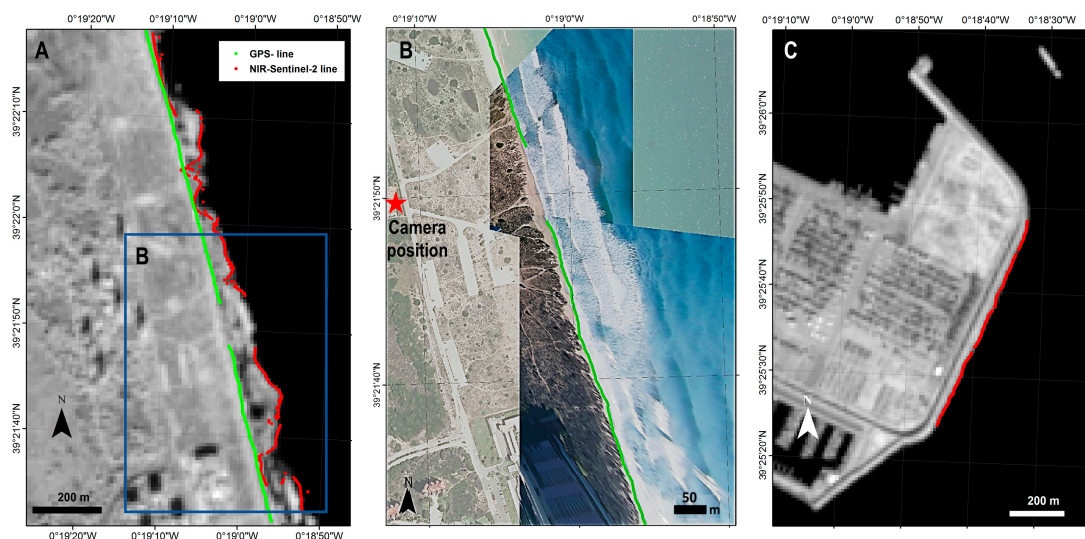 0°19'20"W 0°19'10"W 0°19'0"W 0°18'50"W
A
GPS- line
NIR-Sentinel-2 line
39°22'10"N
39°22'0"N
39°21'50"N
39°21'40"N
B
N
200 m
0°19'20"W 0°19'10"W 0°19'0"W 0°18'50"W
0°19'10"W 0°19'0"W 0°18'50"W
B
39°21'50"N
39°21'40"N
Camera
position
N
50
m
0°19'10"W 0°19'0"W 0°18'50"W 0°18'40"W 0°18'30"W
C
39°26'0"N
39°25'50"N
39°25'40"N
39°25'30"N
39°25'20"N
N
200 m